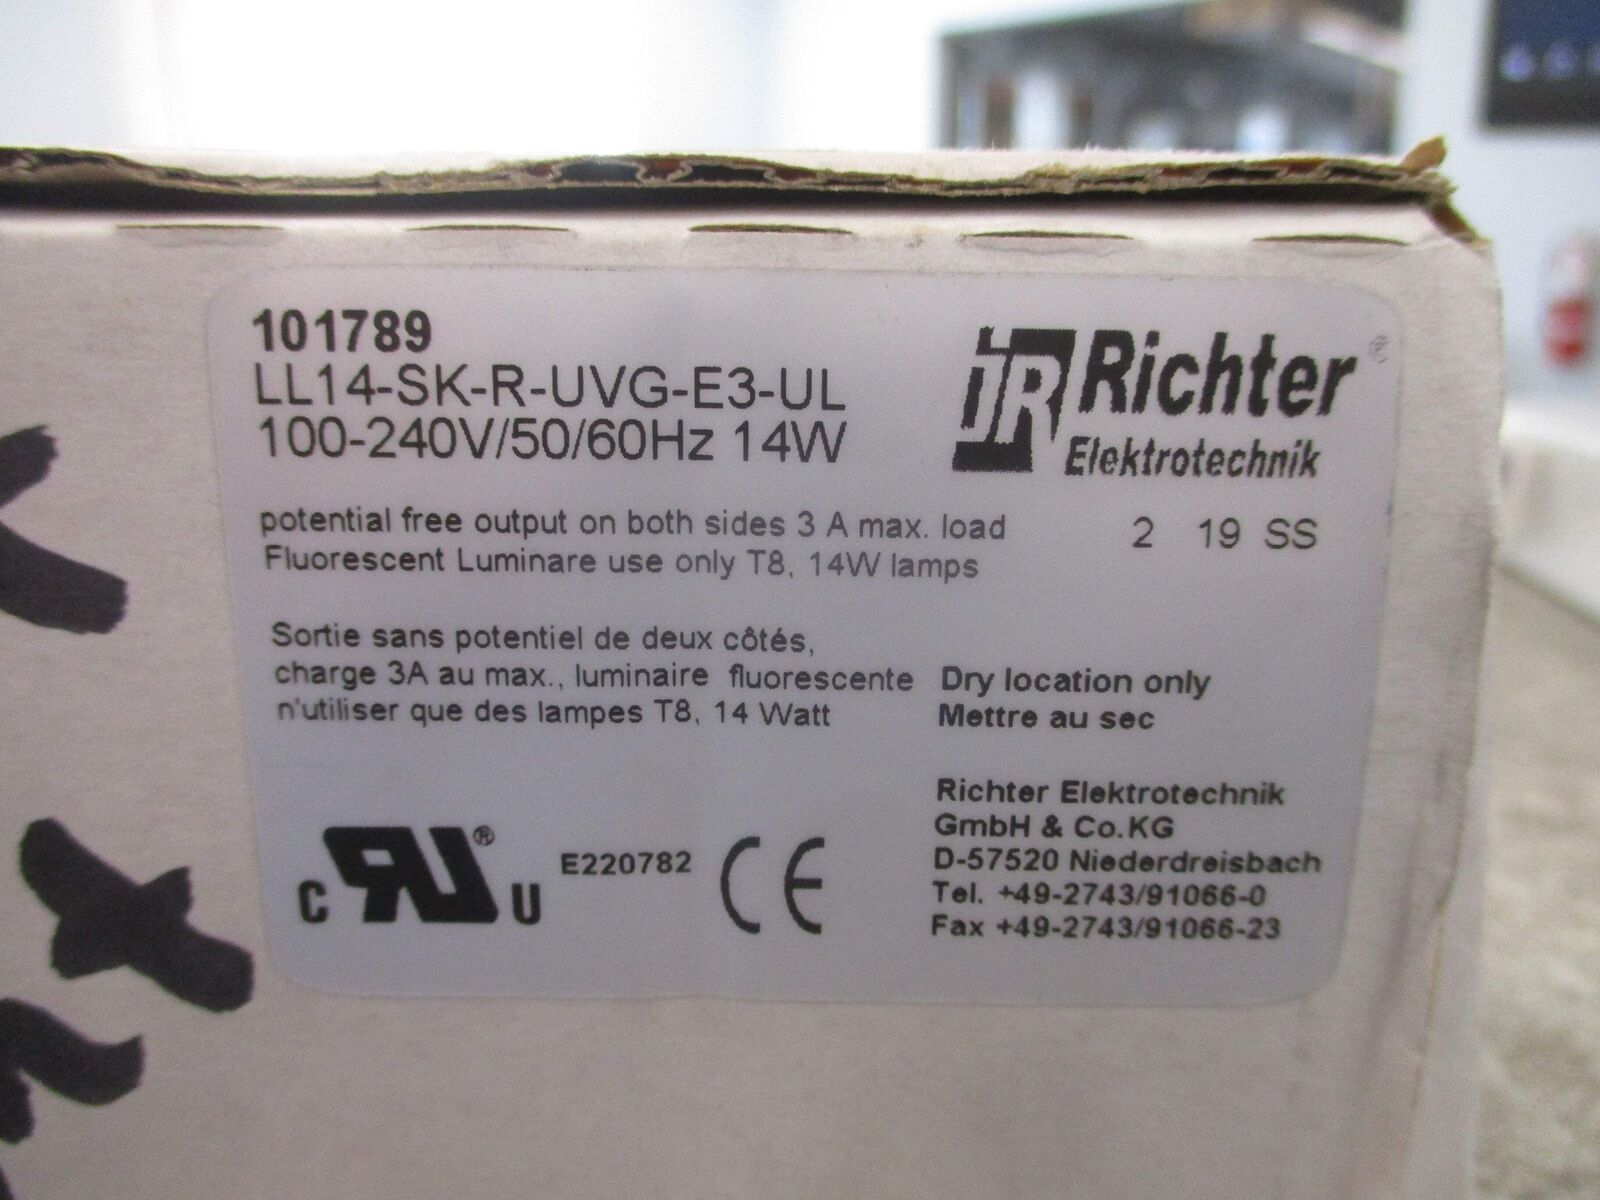 101789
LL14-SK-R-UVG-E3-UL
100-240V/50/60Hz 14W
JR Richter®
Elektrotechnik
potential free output on both sides 3 A max. load
2 19 SS
Fluorescent Luminare use only T8, 14W lamps
Sortie sans potentiel de deux côtés,
charge 3A au max., luminaire fluorescente
n'utiliser que des lampes T8, 14 Watt
Dry location only
Mettre au sec
Richter Elektrotechnik
GmbH & Co.KG
D-57520 Niederdreisbach
Tel. +49-2743/91066-0
Fax +49-2743/91066-23
c RU® U E220782 CE